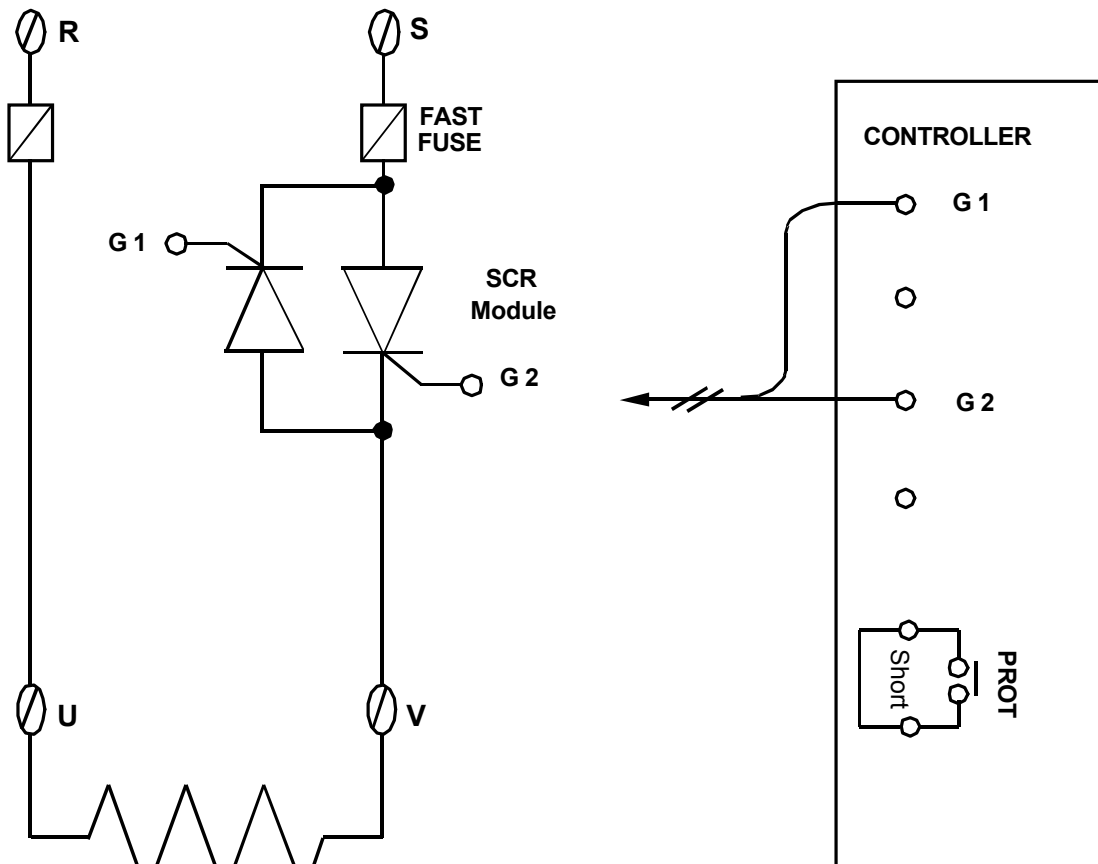 R
S
FAST
FUSE
CONTROLLER
G 1
G 1
SCR
Module
G 2
G 2
Short
PROT
U
V